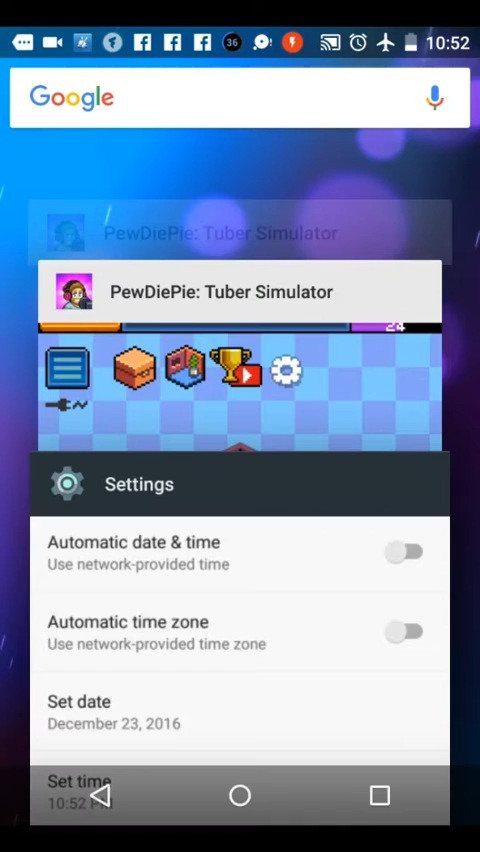 36
10:52
Google
PewDiePie: Tuber Simulator
PewDiePie: Tuber Simulator
24
Settings
Automatic date & time
Use network-provided time
Automatic time zone
Use network-provided time zone
Set date
December 23, 2016
Set time
10:52 PM